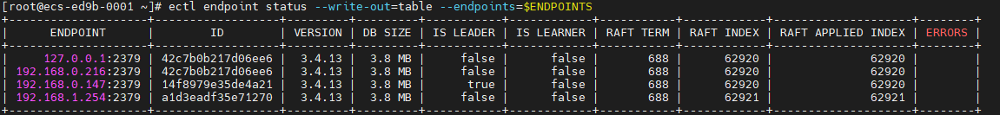 [root@ecs-ed9b-0001 ~]# ectl endpoint status --write-out=table --endpoints=$ENDPOINTS
+--------------------+------------------+---------+---------+-----------+------------+-----------+------------+--------------------+--------+
|      ENDPOINT      |        ID        | VERSION | DB SIZE | IS LEADER | IS LEARNER | RAFT TERM | RAFT INDEX | RAFT APPLIED INDEX | ERRORS |
+--------------------+------------------+---------+---------+-----------+------------+-----------+------------+--------------------+--------+
|     127.0.0.1:2379 | 42c7b0b217d06ee6 |  3.4.13 |  3.8 MB |     false |      false |       688 |      62920 |              62920 |        |
| 192.168.0.216:2379 | 42c7b0b217d06ee6 |  3.4.13 |  3.8 MB |     false |      false |       688 |      62920 |              62920 |        |
| 192.168.0.147:2379 | 14f8979e35de4a21 |  3.4.13 |  3.8 MB |      true |      false |       688 |      62920 |              62920 |        |
| 192.168.1.254:2379 | a1d3eadf35e71270 |  3.4.13 |  3.8 MB |     false |      false |       688 |      62921 |              62921 |        |
+--------------------+------------------+---------+---------+-----------+------------+-----------+------------+--------------------+--------+